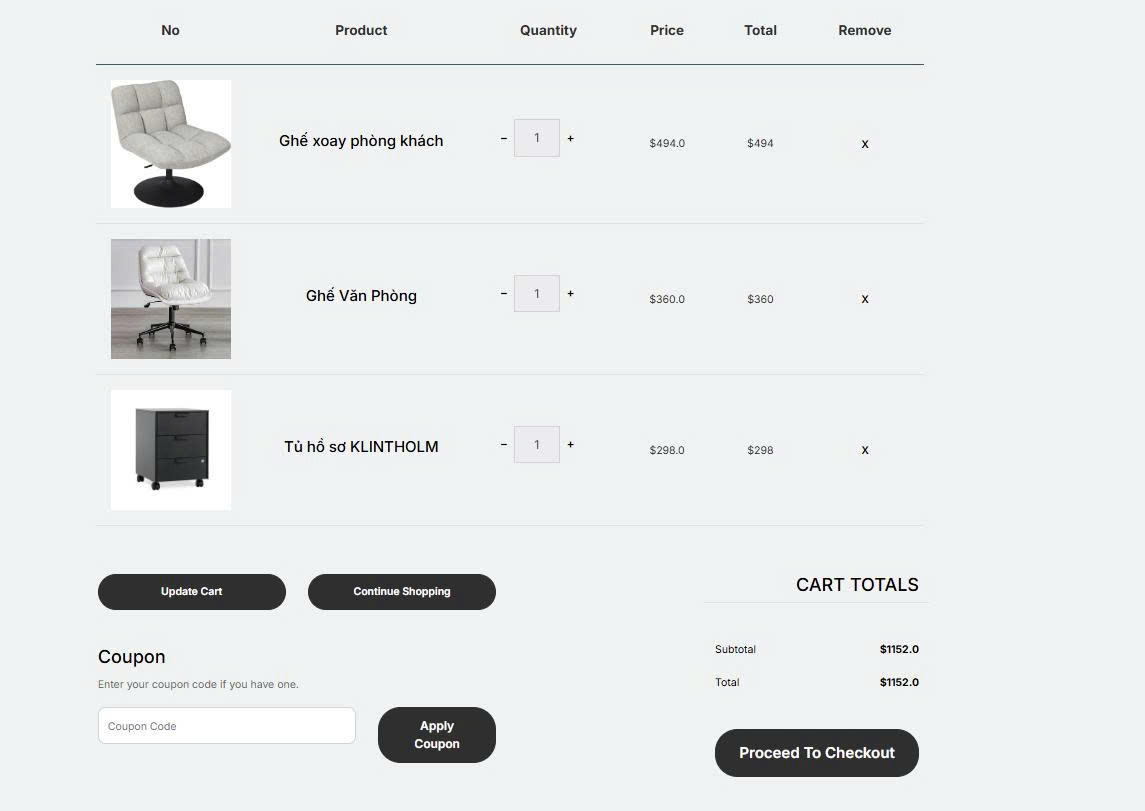 No Product Quantity Price Total Remove
Ghế xoay phòng khách − 1 + $494.0 $494 X
Ghế Văn Phòng − 1 + $360.0 $360 X
Tủ hồ sơ KLINTHOLM − 1 + $298.0 $298 X
Update Cart Continue Shopping
Coupon
Enter your coupon code if you have one.
Coupon Code
Apply
Coupon
CART TOTALS
Subtotal $1152.0
Total $1152.0
Proceed To Checkout